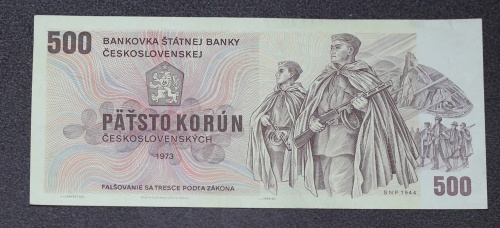 500
BANKOVKA ŠTÁTNEJ BANKY
ČESKOSLOVENSKEJ
PÄŤSTO KORÚN
ČESKOSLOVENSKÝCH
1973
FALŠOVANIE SA TRESCE PODĽA ZÁKONA
SNP 1944
500